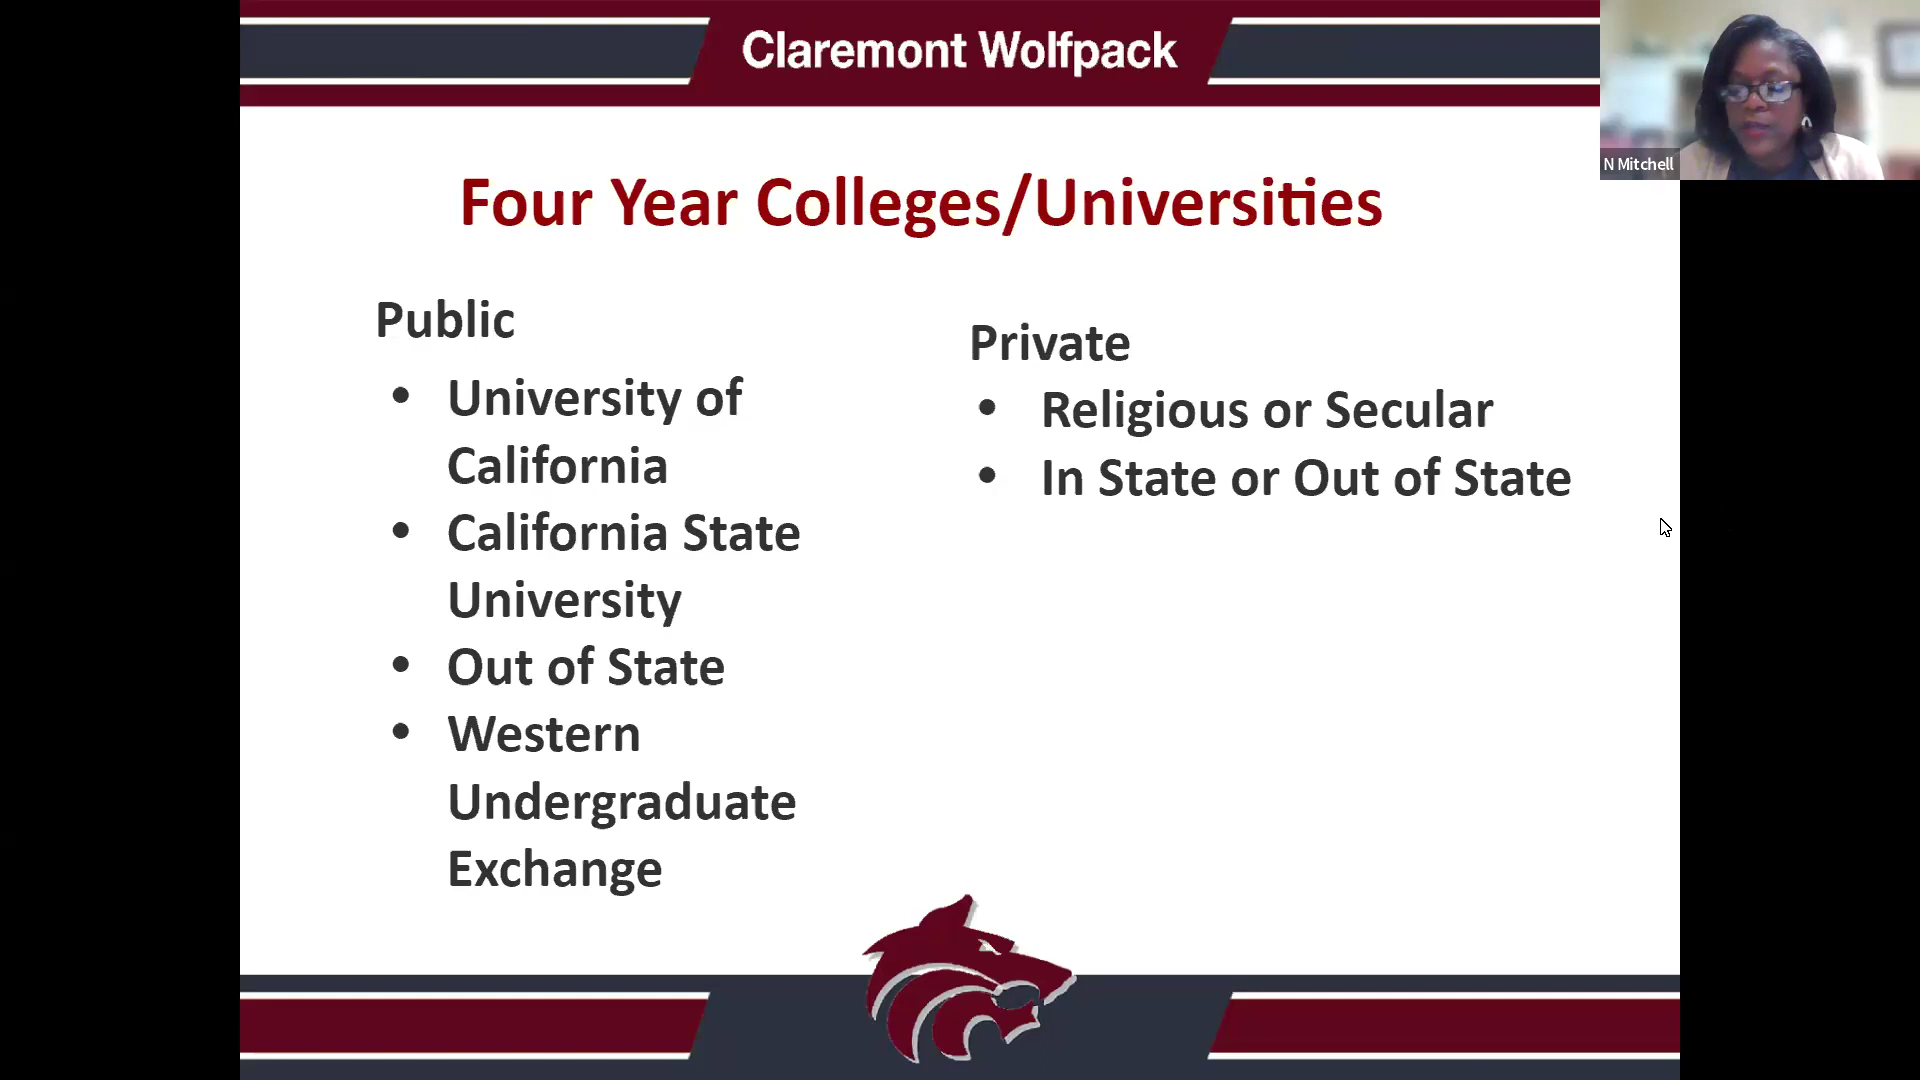 Claremont Wolfpack
N Mitchell
Four Year Colleges/Universities
Public
• University of
California
• California State
University
• Out of State
• Western
Undergraduate
Exchange
Private
• Religious or Secular
• In State or Out of State